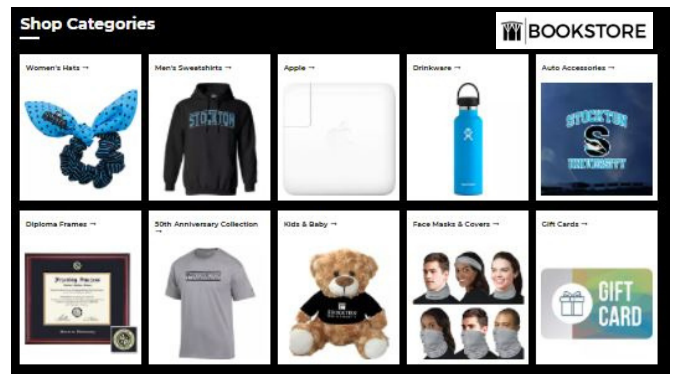 Shop Categories
BOOKSTORE
Women's Hats →
Men's Sweatshirts →
Apple →
Drinkware →
Auto Accessories →
STOCKTON
STOCKTON
S
UNIVERSITY
Diploma Frames →
50th Anniversary Collection
→
Kids & Baby →
Face Masks & Covers →
Gift Cards →
GIFT
CARD